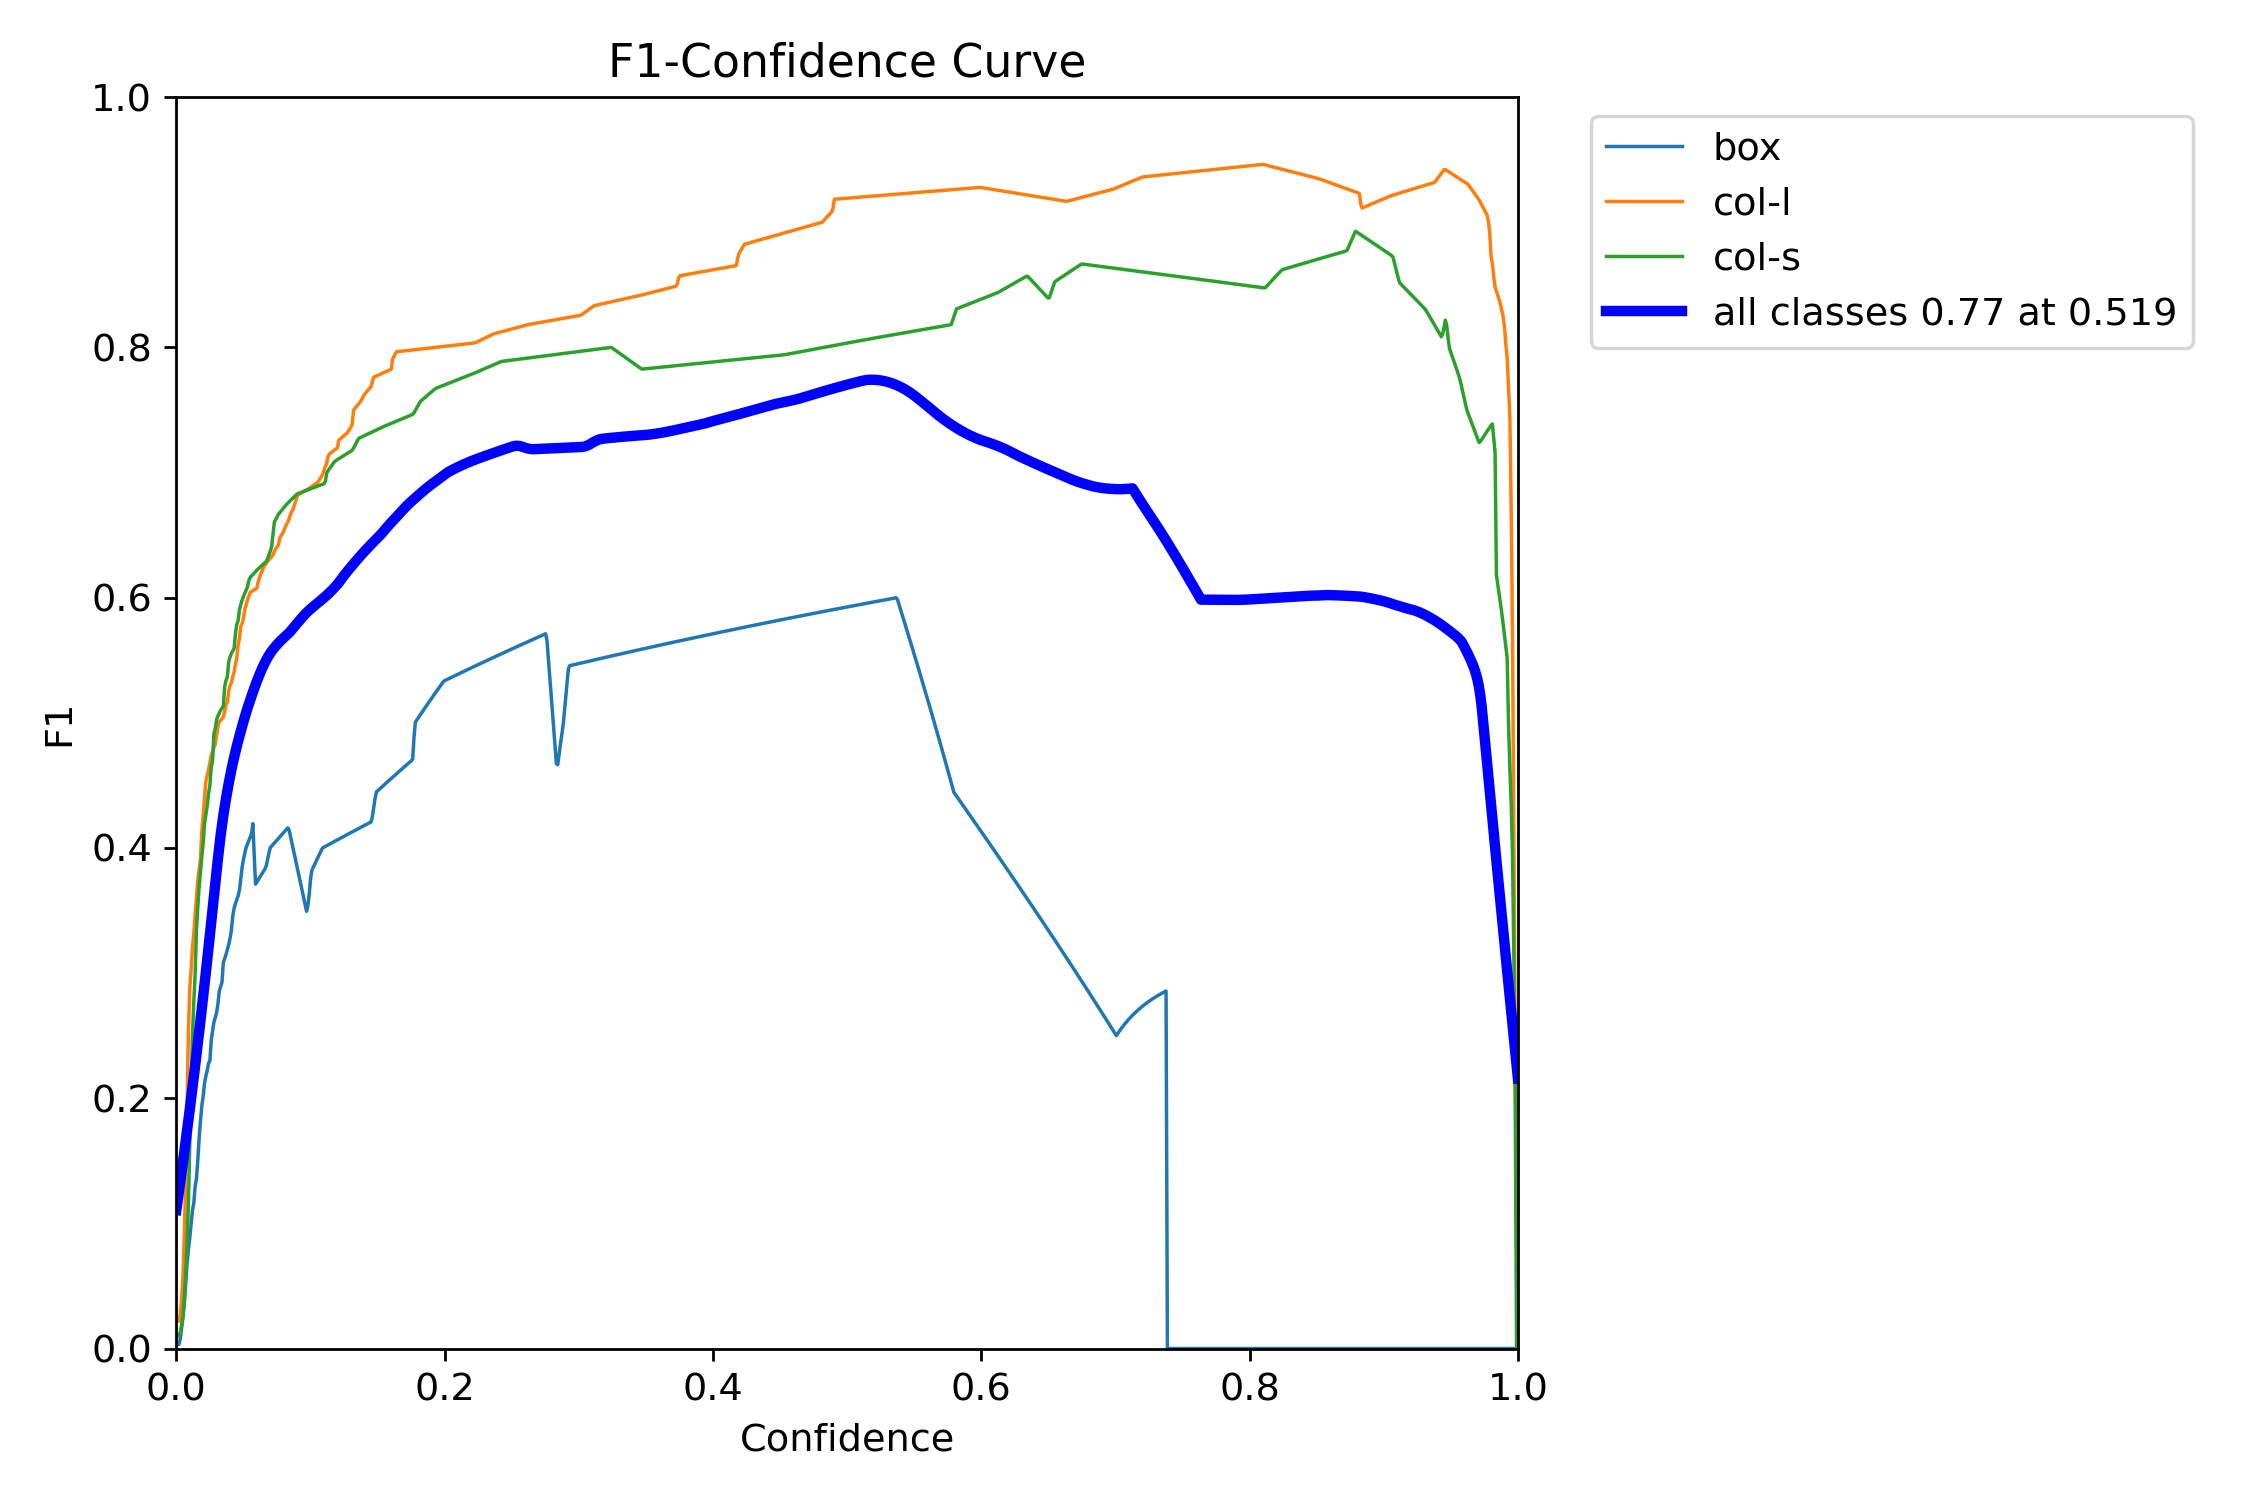 F1-Confidence Curve
1.0
0.8
0.6
0.4
0.2
0.0
F1
0.0 0.2 0.4 0.6 0.8 1.0
Confidence
box
col-l
col-s
all classes 0.77 at 0.519